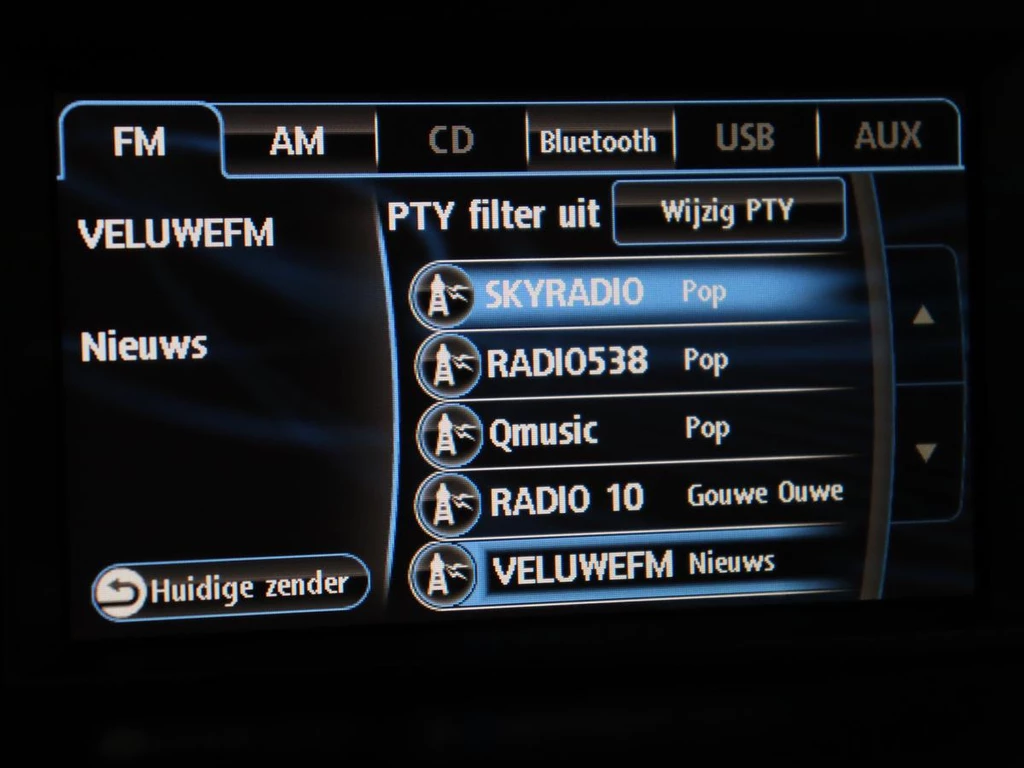 FM AM CD Bluetooth USB AUX
VELUWEFM
Nieuws
Huidige zender
PTY filter uit Wijzig PTY
SKYRADIO Pop
RADIO538 Pop
Qmusic Pop
RADIO 10 Gouwe Ouwe
VELUWEFM Nieuws